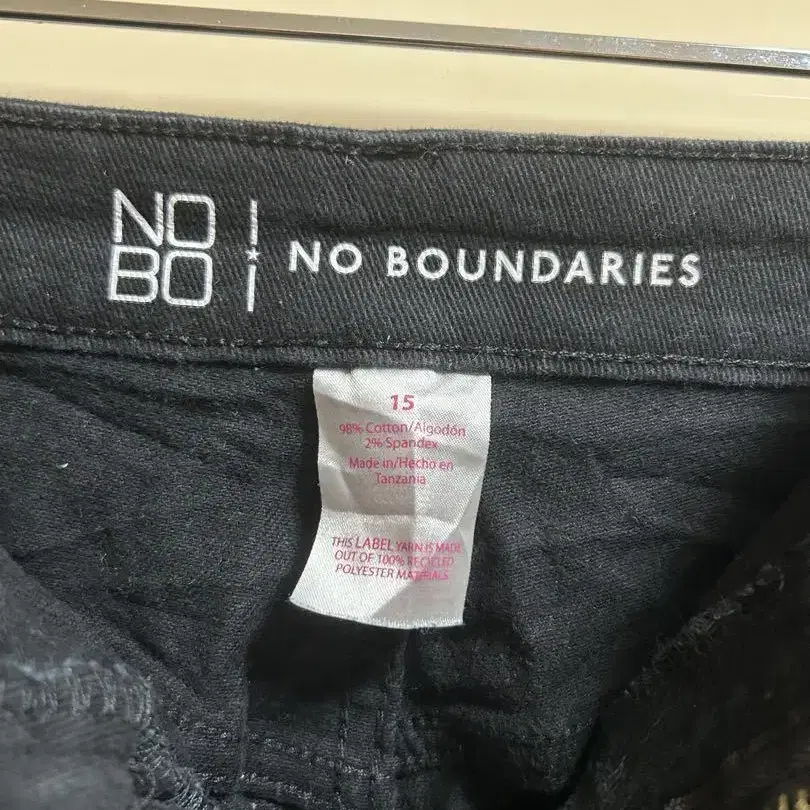 NO
BO
NO BOUNDARIES
15
98% Cotton/Algodón
2% Spandex
Made in/Hecho en
Tanzania
THIS LABEL YARN IS MADE
OUT OF 100% RECYCLED
POLYESTER MATERIALS